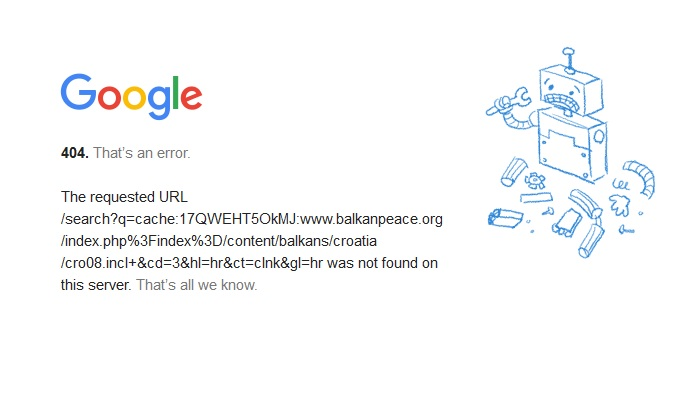 Google
404. That’s an error.
The requested URL
/search?q=cache:17QWEHT5OkMJ:www.balkanpeace.org
/index.php%3Findex%3D/content/balkans/croatia
/cro08.incl+&cd=3&hl=hr&ct=clnk&gl=hr was not found on
this server. That’s all we know.